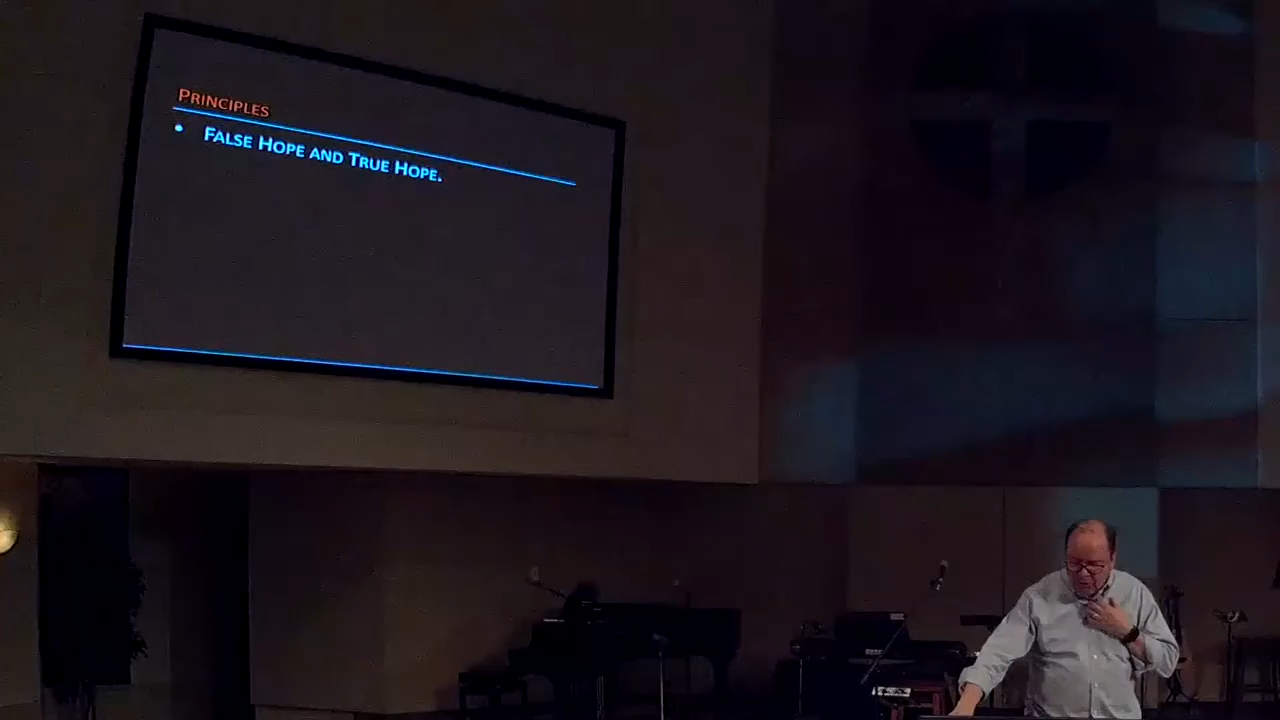 PRINCIPLES
• FALSE HOPE AND TRUE HOPE.